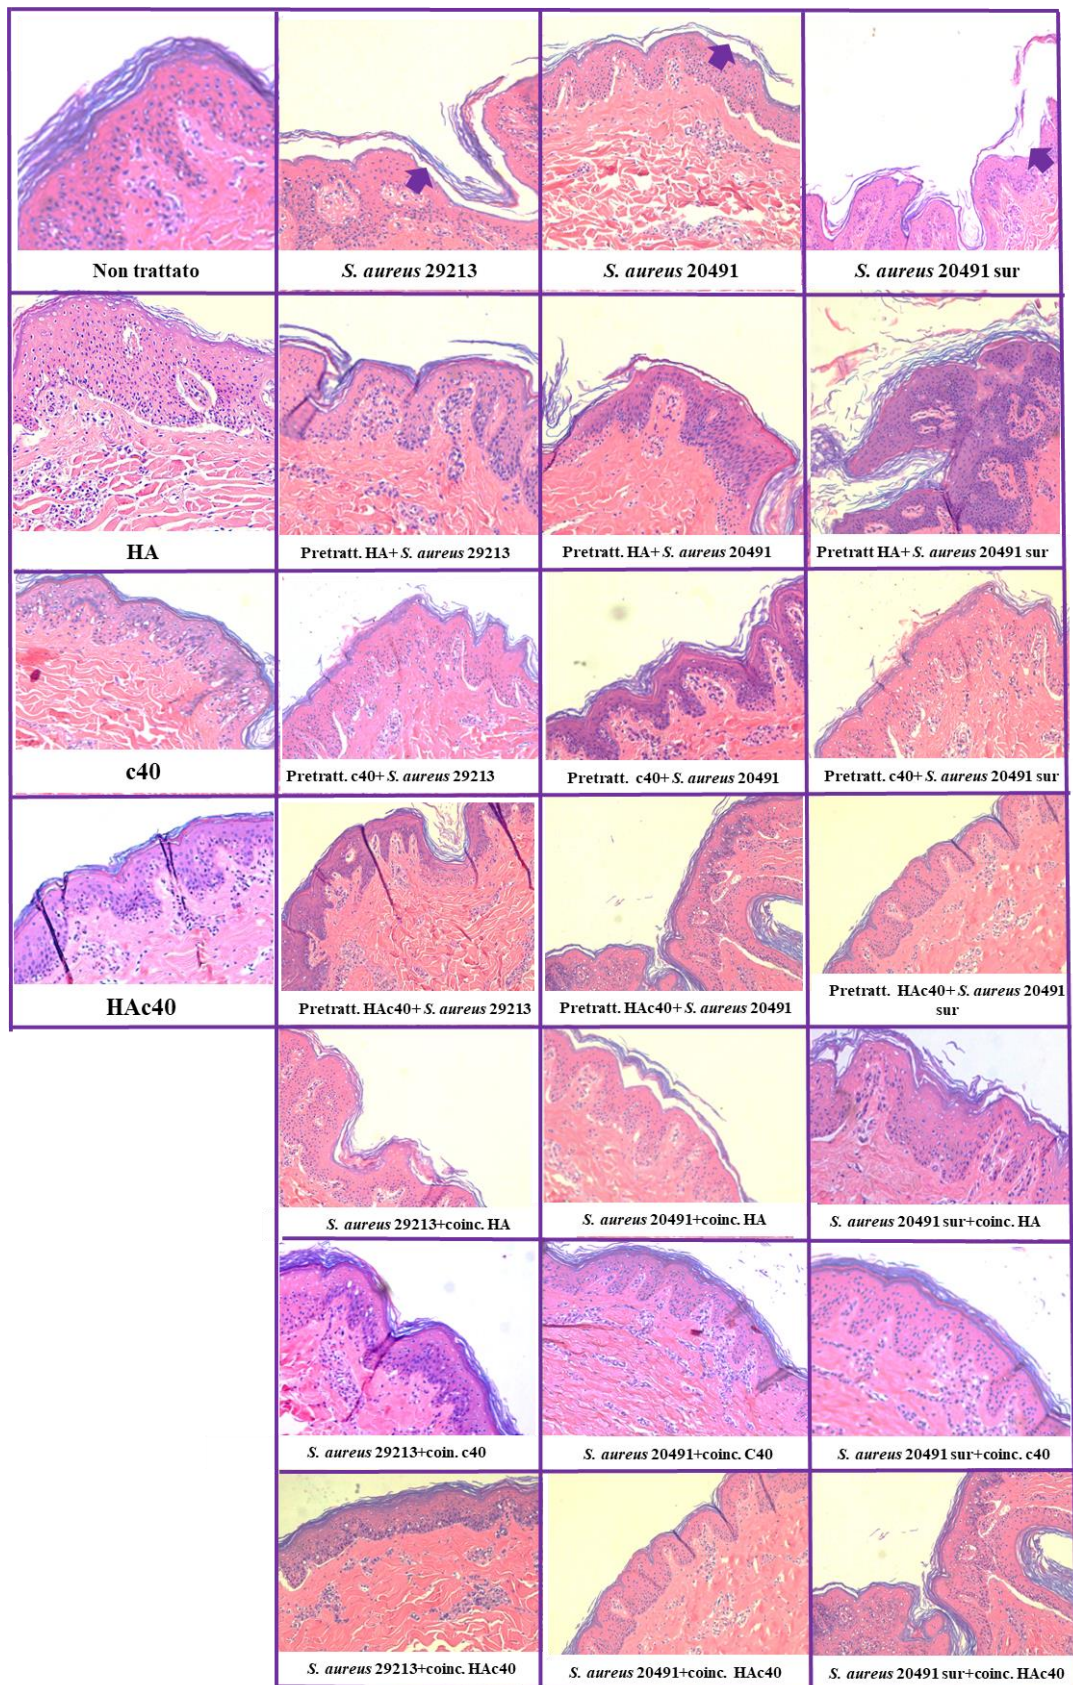 Non trattato
S. aureus 29213
S. aureus 20491
S. aureus 20491 sur
HA
Pretratt. HA+ S. aureus 29213
Pretratt. HA+ S. aureus 20491
Pretratt HA+ S. aureus 20491 sur
c40
Pretratt. c40+ S. aureus 29213
Pretratt. c40+ S. aureus 20491
Pretratt. c40+ S. aureus 20491 sur
HAc40
Pretratt. HAc40+ S. aureus 29213
Pretratt. HAc40+ S. aureus 20491
Pretratt. HAc40+ S. aureus 20491
sur
S. aureus 29213+coinc. HA
S. aureus 20491+coinc. HA
S. aureus 20491 sur+coinc. HA
S. aureus 29213+coin. c40
S. aureus 20491+coinc. C40
S. aureus 20491 sur+coinc. c40
S. aureus 29213+coinc. HAc40
S. aureus 20491+coinc. HAc40
S. aureus 20491 sur+coinc. HAc40